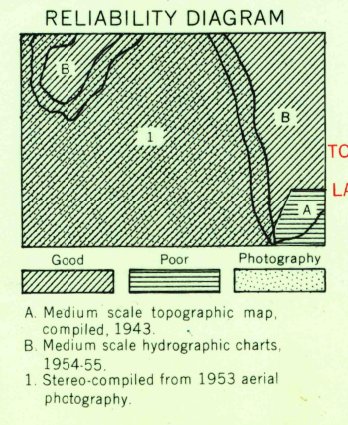 RELIABILITY DIAGRAM
B
1
B
TO
LA
A
Good Poor Photography
A. Medium scale topographic map,
compiled, 1943.
B. Medium scale hydrographic charts,
1954-55.
1. Stereo-compiled from 1953 aerial
phctography.